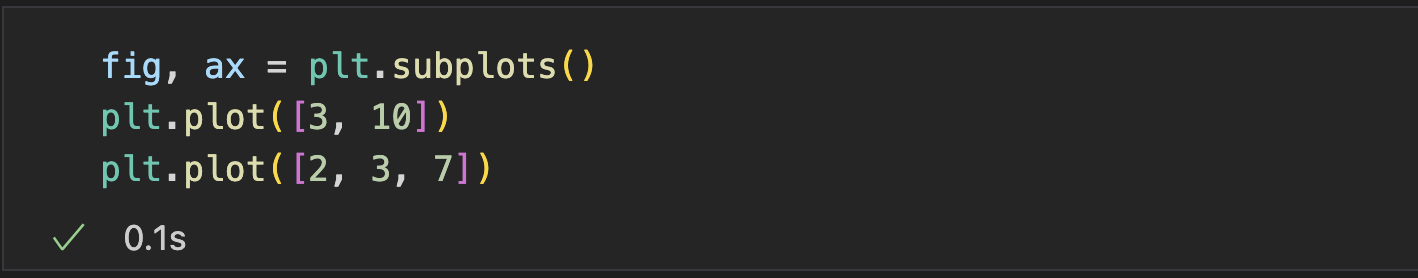 fig, ax = plt.subplots()
plt.plot([3, 10])
plt.plot([2, 3, 7])
0.1s